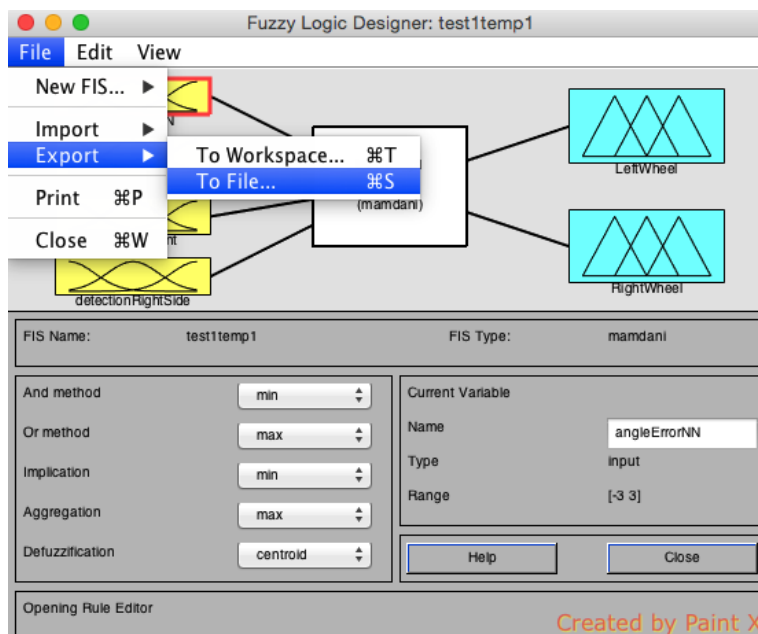 Fuzzy Logic Designer: test1temp1
File Edit View
New FIS...
Import
Export
To Workspace... ⌘T
To File... ⌘S
Print ⌘P
Close ⌘W
(mamdani)
detectionRightSide
LeftWheel
RightWheel
FIS Name: test1temp1 FIS Type: mamdani
And method min
Or method max
Implication min
Aggregation max
Defuzzification centroid
Current Variable
Name angleErrorNN
Type input
Range [-3 3]
Help Close
Opening Rule Editor
Created by Paint X